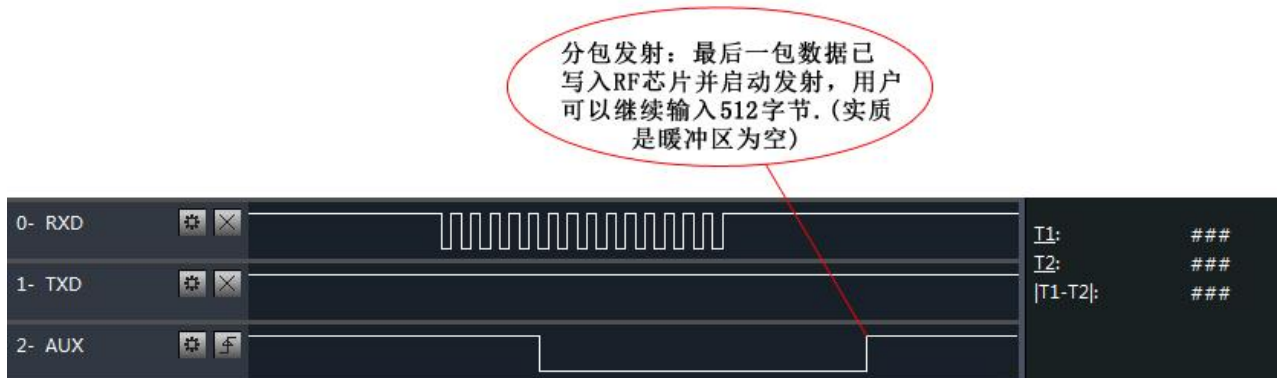 分包发射：最后一包数据已
写入RF芯片并启动发射，用户
可以继续输入512字节.(实质
是暖冲区为空)
0- RXD
1- TXD
2- AUX
T1: ###
T2: ###
|T1-T2|: ###